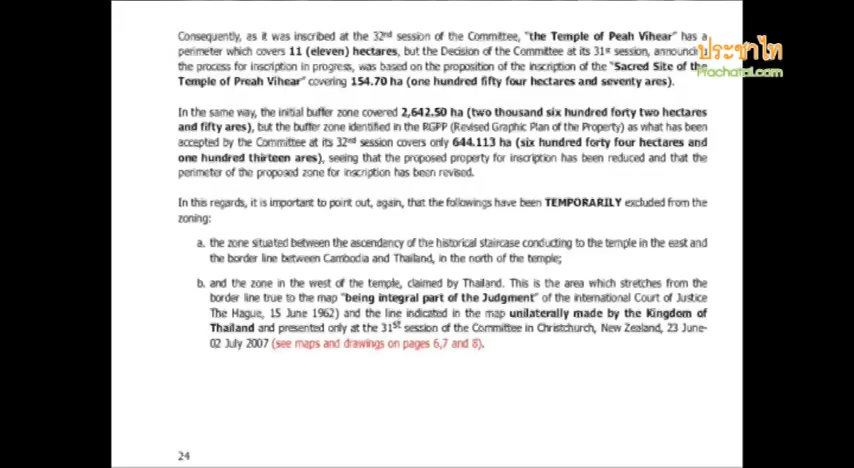 Consequently, as it was inscribed at the 32nd session of the Committee, "the Temple of Peah Vihear" has a
perimeter which covers 11 (eleven) hectares, but the Decision of the Committee at its 31st session, announcing
the process for inscription in progress, was based on the proposition of the inscription of the "Sacred Site of the
Temple of Preah Vihear" covering 154.70 ha (one hundred fifty four hectares and seventy ares).
ประชาไท
Prachatai.com
In the same way, the initial buffer zone covered 2,642.50 ha (two thousand six hundred forty two hectares
and fifty ares), but the buffer zone identified in the RGPP (Revised Graphic Plan of the Property) as what has been
accepted by the Committee at its 32nd session covers only 644.113 ha (six hundred forty four hectares and
one hundred thirteen ares), seeing that the proposed property for inscription has been reduced and that the
perimeter of the proposed zone for inscription has been revised.
In this regards, it is important to point out, again, that the followings have been TEMPORARILY excluded from the
zoning:
a. the zone situated between the ascendancy of the historical staircase conducting to the temple in the east and
the border line between Cambodia and Thailand, in the north of the temple;
b. and the zone in the west of the temple, claimed by Thailand. This is the area which stretches from the
border line true to the map "being integral part of the Judgment" of the international Court of Justice
The Hague, 15 June 1962) and the line indicated in the map unilaterally made by the Kingdom of
Thailand and presented only at the 31st session of the Committee in Christchurch, New Zealand, 23 June-
02 July 2007 (see maps and drawings on pages 6,7 and 8).
24